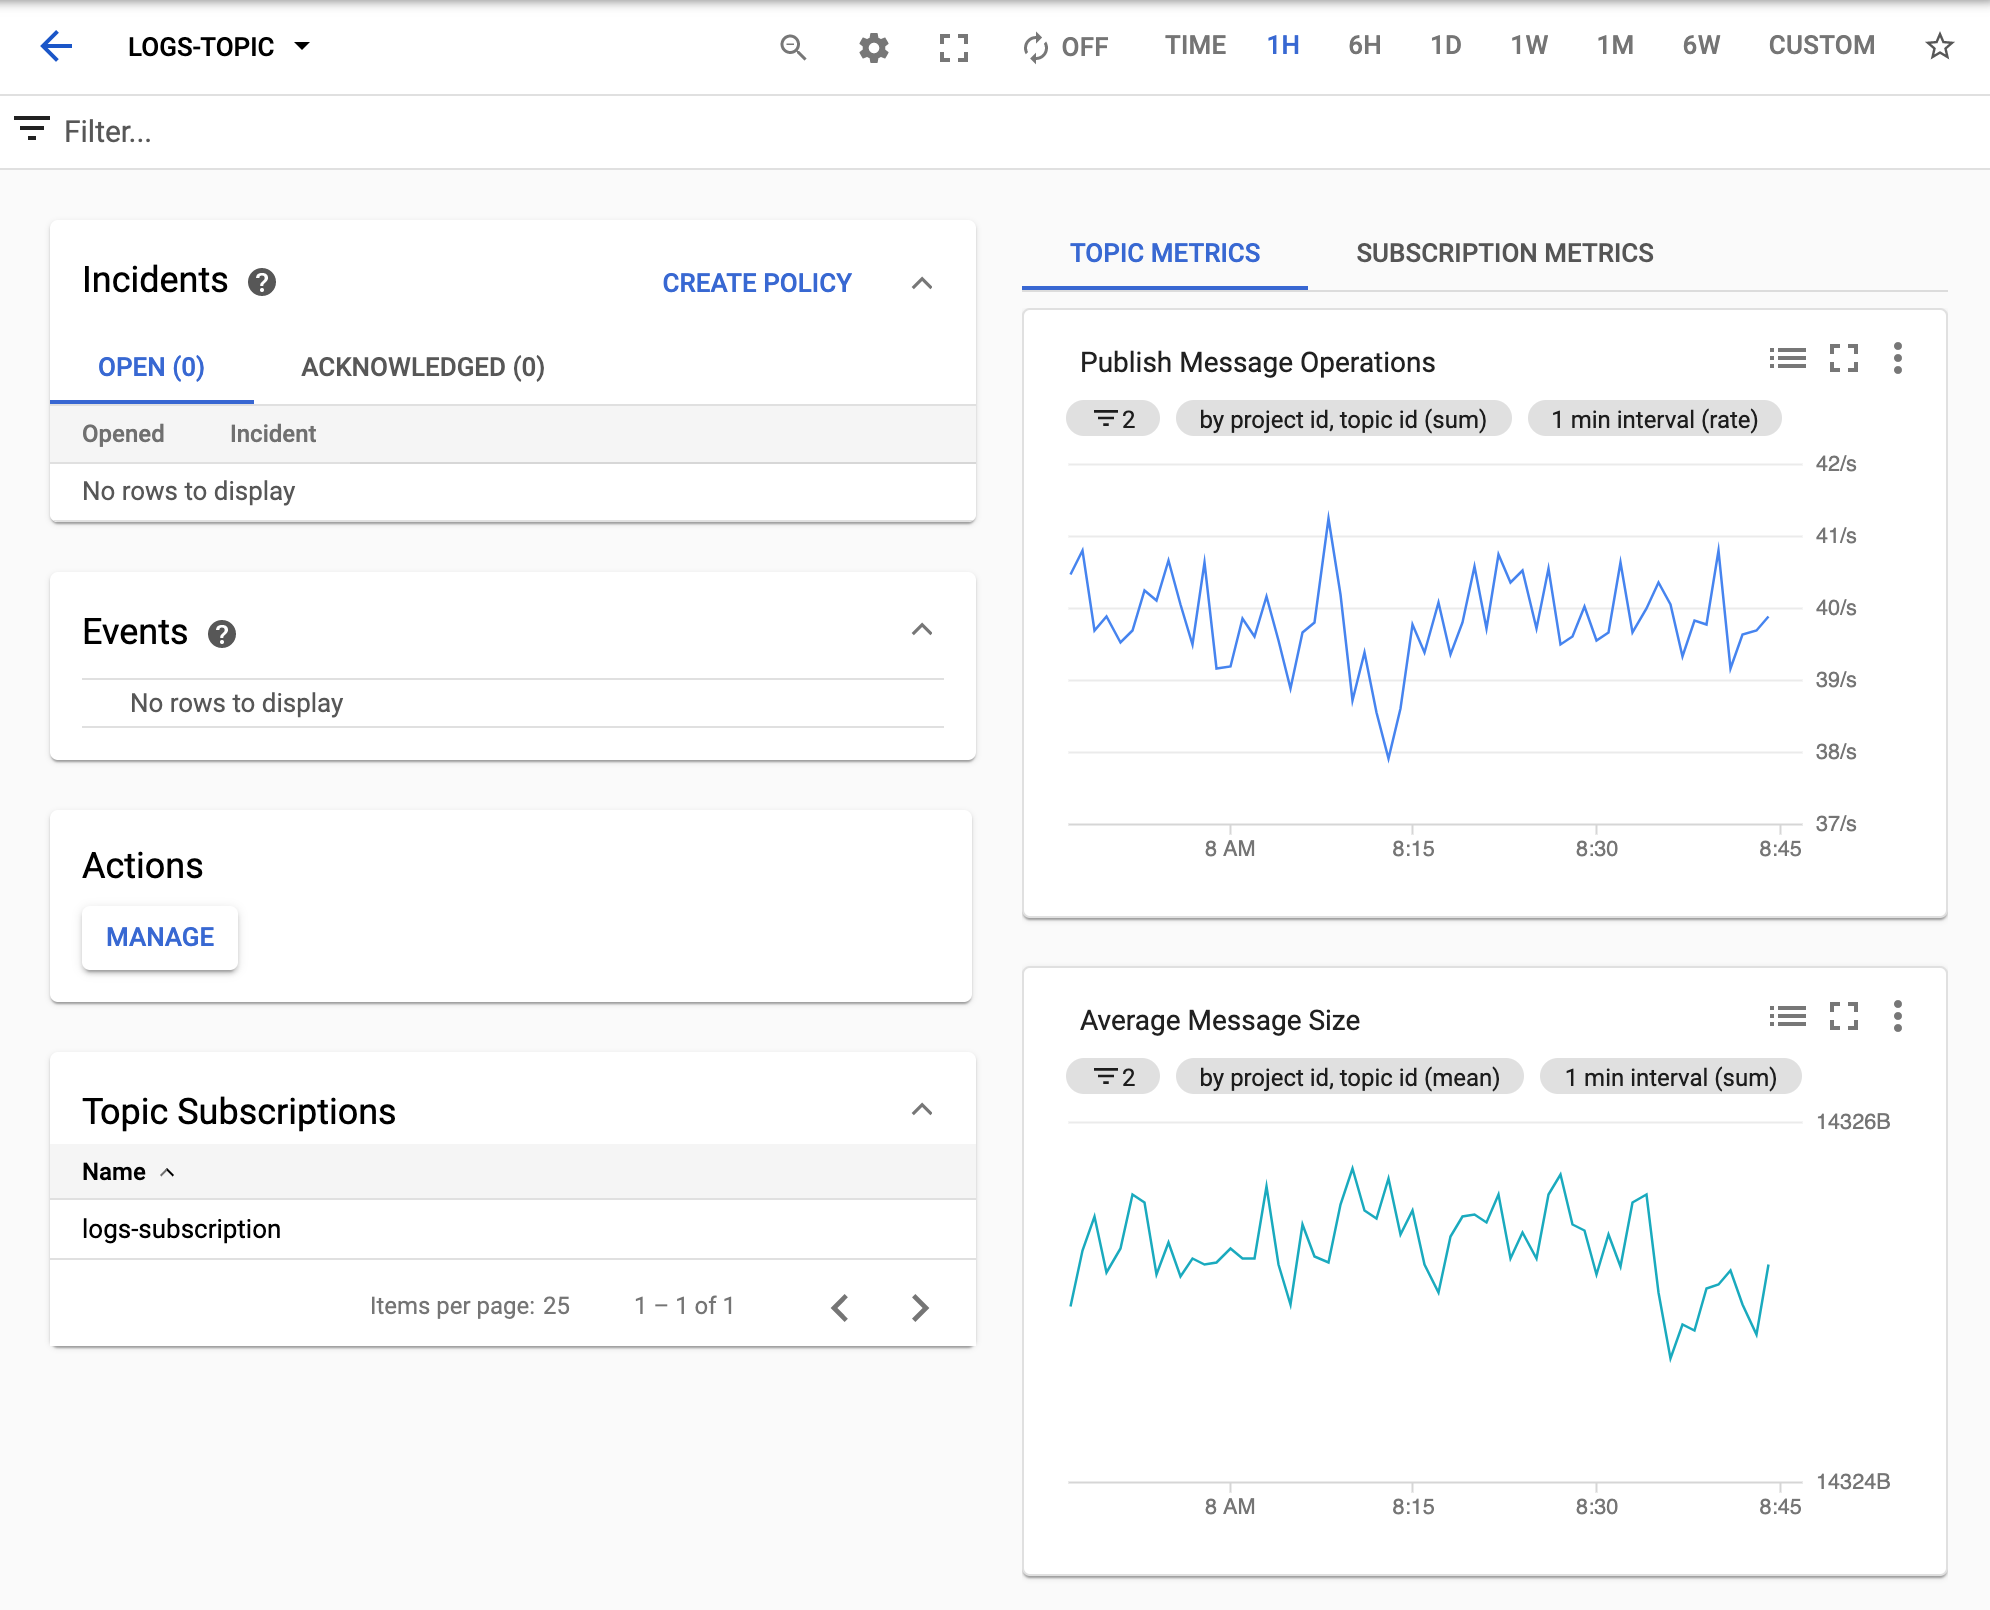 LOGS-TOPIC
OFF
TIME 1H 6H 1D 1W 1M 6W CUSTOM
Filter...
Incidents
CREATE POLICY
OPEN (0) ACKNOWLEDGED (0)
Opened Incident
No rows to display
Events
No rows to display
Actions
MANAGE
Topic Subscriptions
Name
logs-subscription
Items per page: 25 1 – 1 of 1
TOPIC METRICS SUBSCRIPTION METRICS
Publish Message Operations
2 by project id, topic id (sum) 1 min interval (rate)
42/s
41/s
40/s
39/s
38/s
37/s
8 AM 8:15 8:30 8:45
Average Message Size
2 by project id, topic id (mean) 1 min interval (sum)
14326B
14324B
8 AM 8:15 8:30 8:45